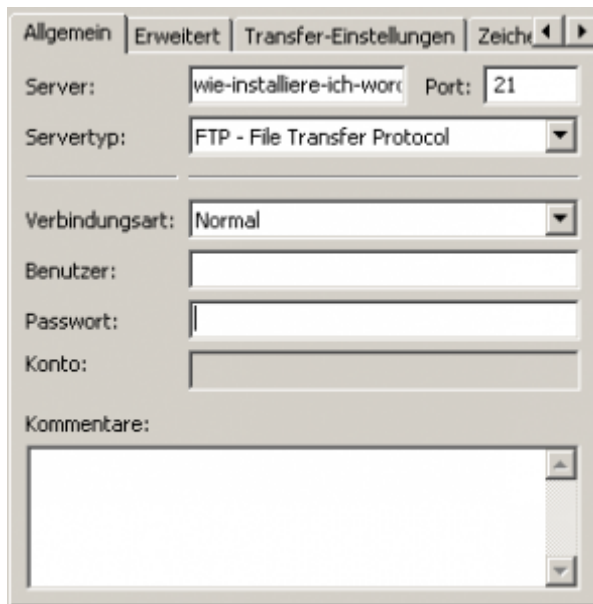 Allgemein Erweitert Transfer-Einstellungen
Server: wie-installiere-ich-word Port: 21
Servertyp: FTP - File Transfer Protocol
Verbindungsart: Normal
Benutzer:
Passwort:
Konto:
Kommentare: